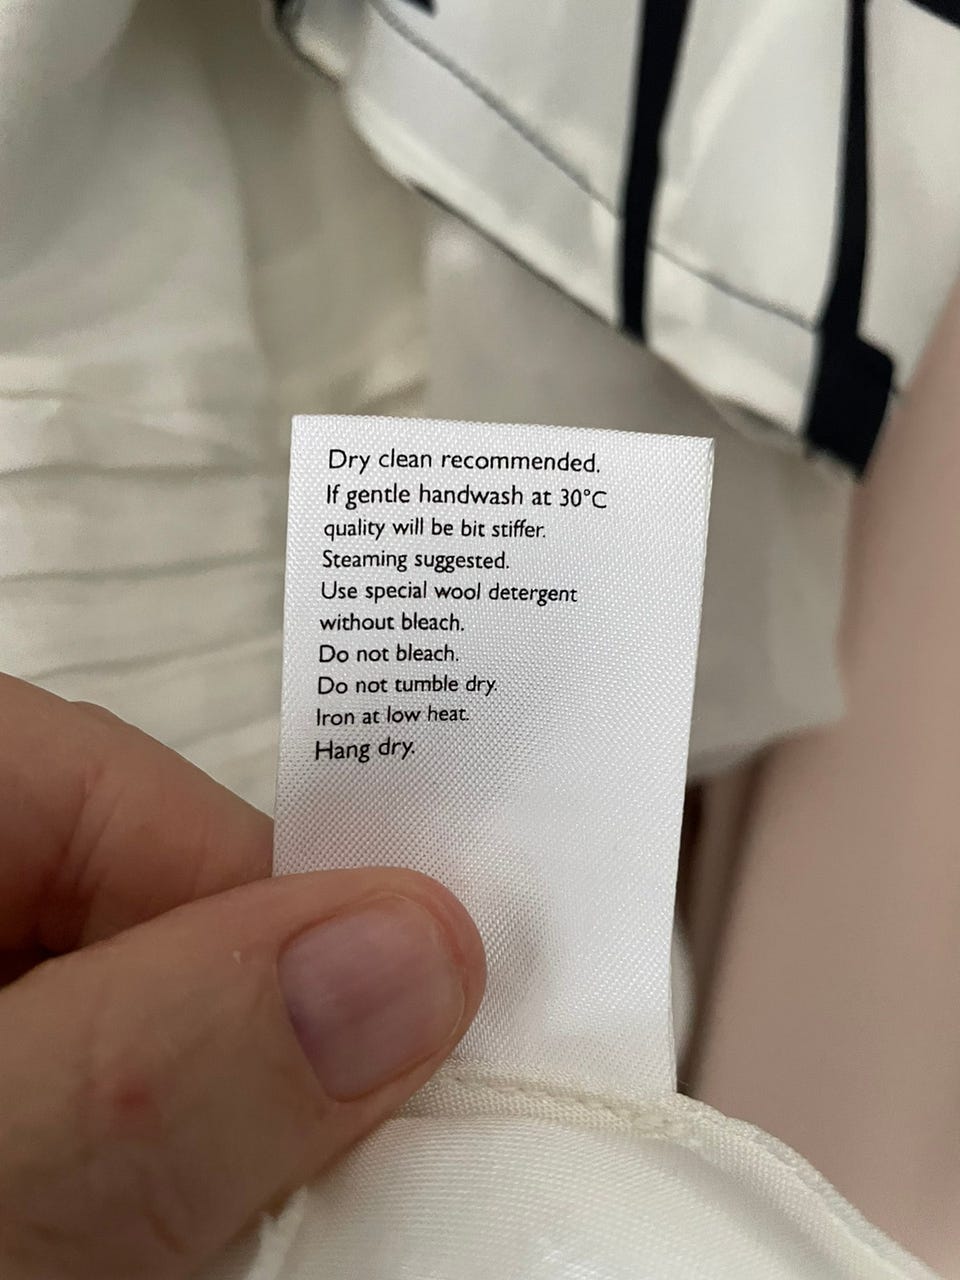 Dry clean recommended.
If gentle handwash at 30°C
quality will be bit stiffer.
Steaming suggested.
Use special wool detergent
without bleach.
Do not bleach.
Do not tumble dry.
Iron at low heat.
Hang dry.